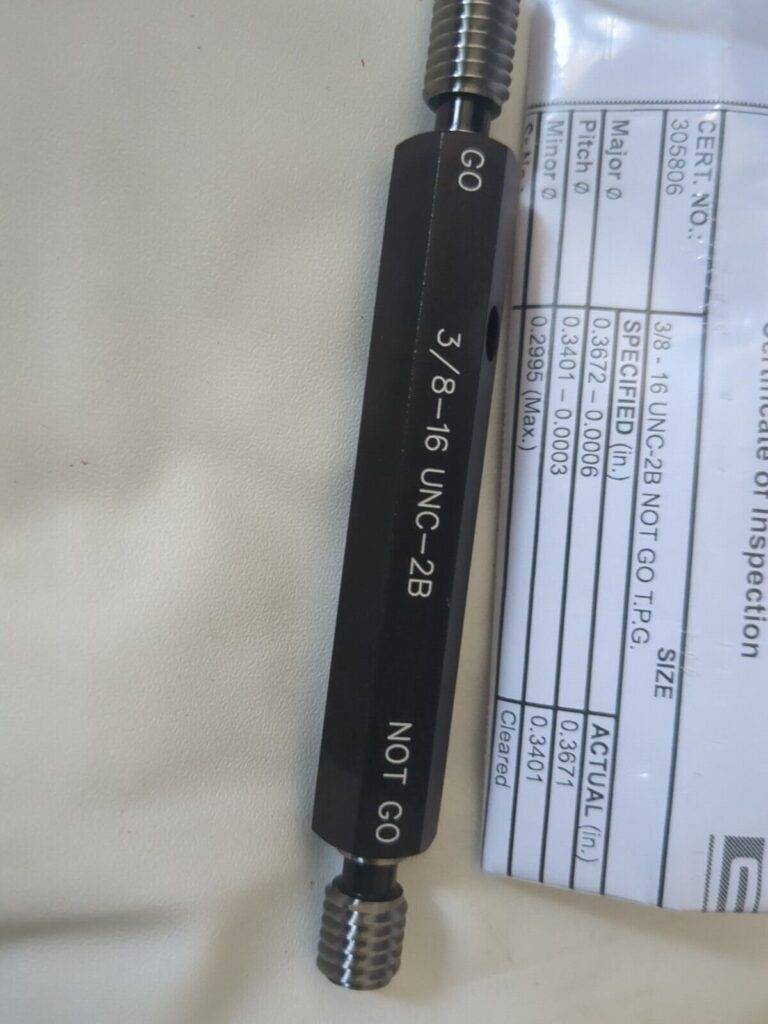 GO
3/8–16 UNC–2B
NOT GO
Certificate of Inspection
CERT. NO.:
305806
SIZE
3/8 - 16 UNC-2B NOT GO T.P.G.
SPECIFIED (in.)
ACTUAL (in.)
Major Ø
0.3672 – 0.0006
0.3671
Pitch Ø
0.3401 – 0.0003
0.3401
Minor Ø
0.2995 (Max.)
Cleared